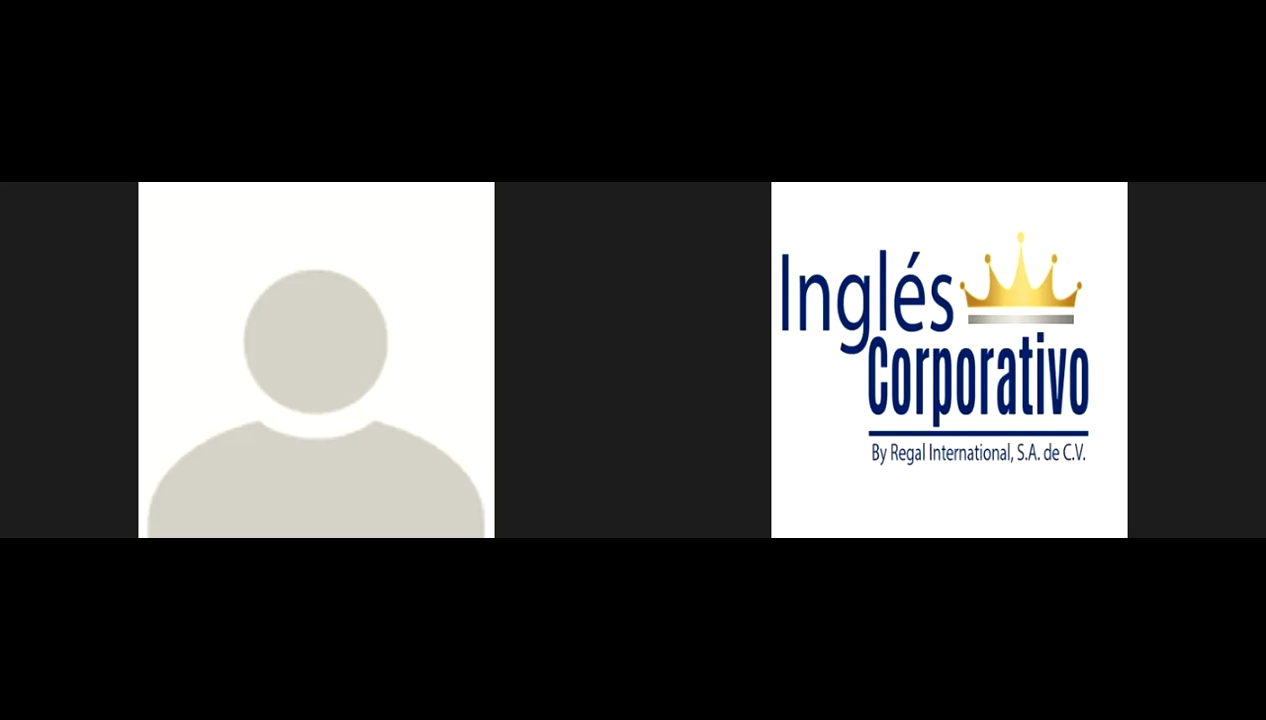 Inglés
Corporativo
By Regal International, S.A. de C.V.